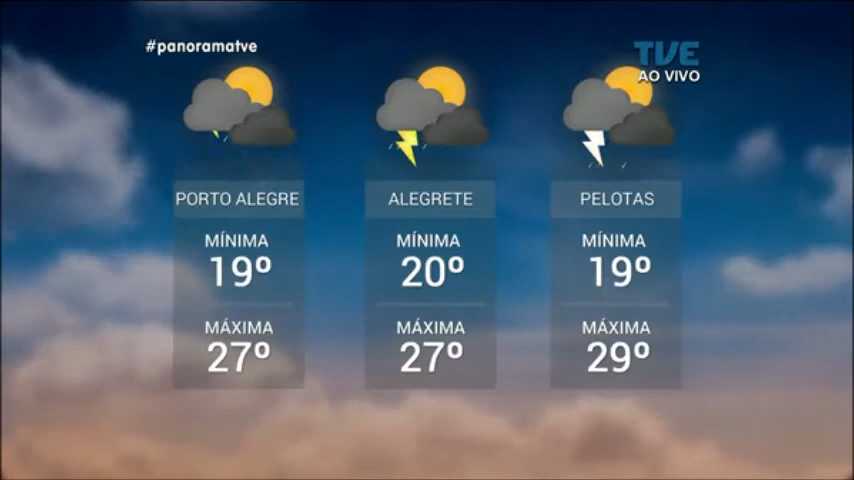 #panoramatve
TVE
AO VIVO
PORTO ALEGRE
MÍNIMA
19º
MÁXIMA
27º
ALEGRETE
MÍNIMA
20º
MÁXIMA
27º
PELOTAS
MÍNIMA
19º
MÁXIMA
29º